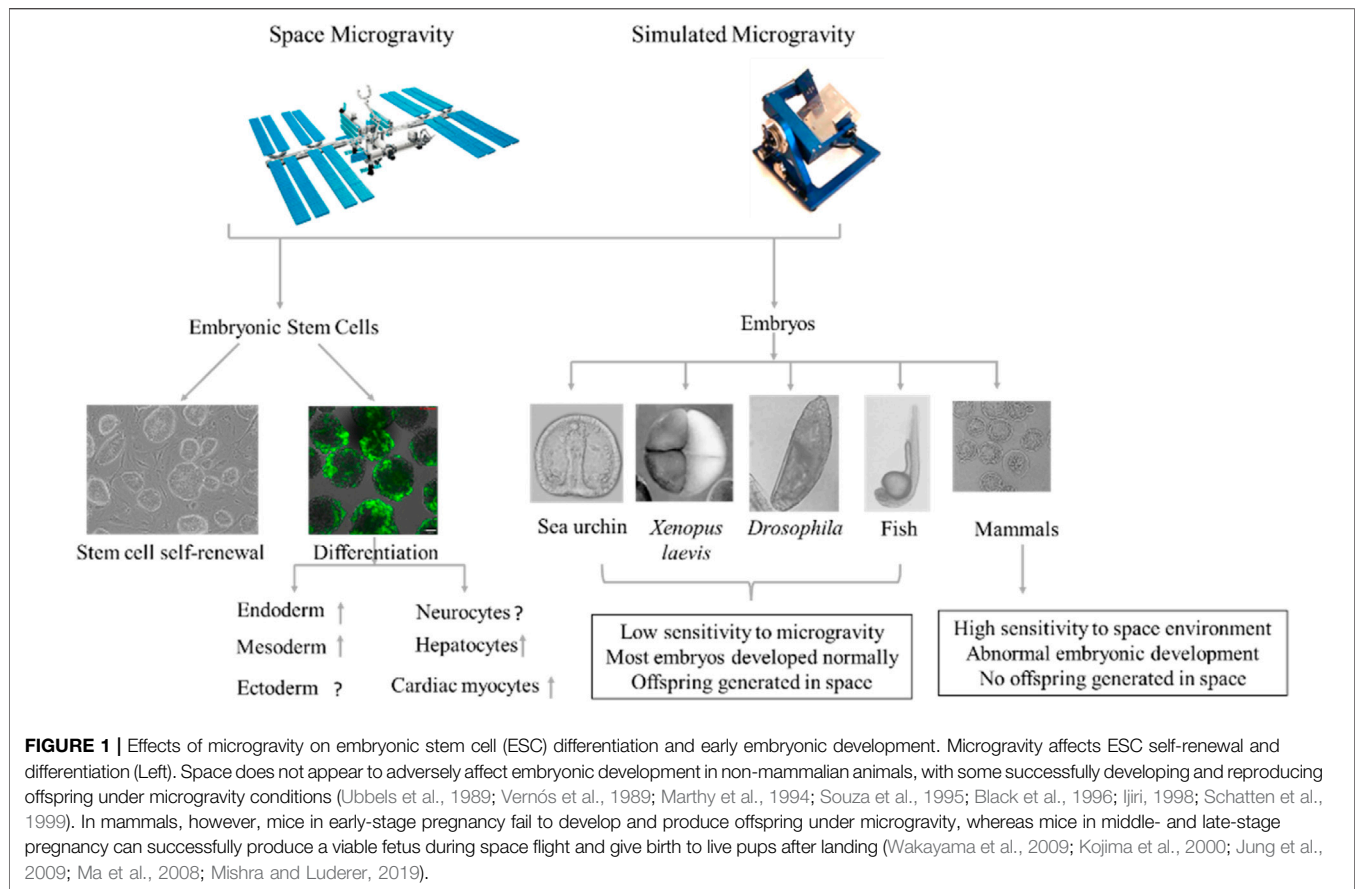 Space Microgravity
Simulated Microgravity
Embryonic Stem Cells
Embryos
Stem cell self-renewal
Differentiation
Sea urchin
Xenopus
laevis
Drosophila
Fish
Mammals
Endoderm ↑
Mesoderm ↑
Ectoderm ?
Neurocytes ?
Hepatocytes ↑
Cardiac myocytes ↑
Low sensitivity to microgravity
Most embryos developed normally
Offspring generated in space
High sensitivity to space environment
Abnormal embryonic development
No offspring generated in space
FIGURE 1 | Effects of microgravity on embryonic stem cell (ESC) differentiation and early embryonic development. Microgravity affects ESC self-renewal and
differentiation (Left). Space does not appear to adversely affect embryonic development in non-mammalian animals, with some successfully developing and reproducing
offspring under microgravity conditions (Ubbels et al., 1989; Vernós et al., 1989; Marthy et al., 1994; Souza et al., 1995; Black et al., 1996; Ijiri, 1998; Schatten et al.,
1999). In mammals, however, mice in early-stage pregnancy fail to develop and produce offspring under microgravity, whereas mice in middle- and late-stage
pregnancy can successfully produce a viable fetus during space flight and give birth to live pups after landing (Wakayama et al., 2009; Kojima et al., 2000; Jung et al.,
2009; Ma et al., 2008; Mishra and Luderer, 2019).